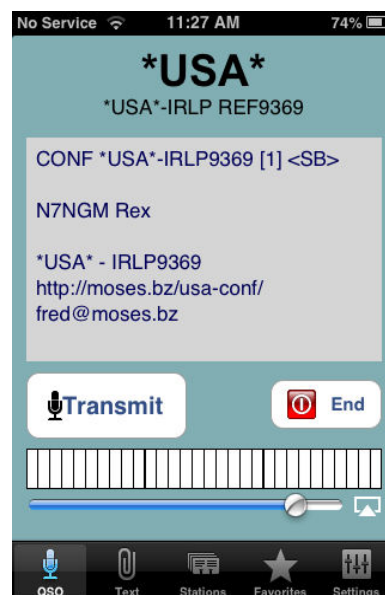 No Service 11:27 AM 74%
*USA*
*USA*-IRLP REF9369
CONF *USA*-IRLP9369 [1] <SB>
N7NGM Rex
*USA* - IRLP9369
http://moses.bz/usa-conf/
fred@moses.bz
Transmit End
QSO Text Stations Favorites Settings